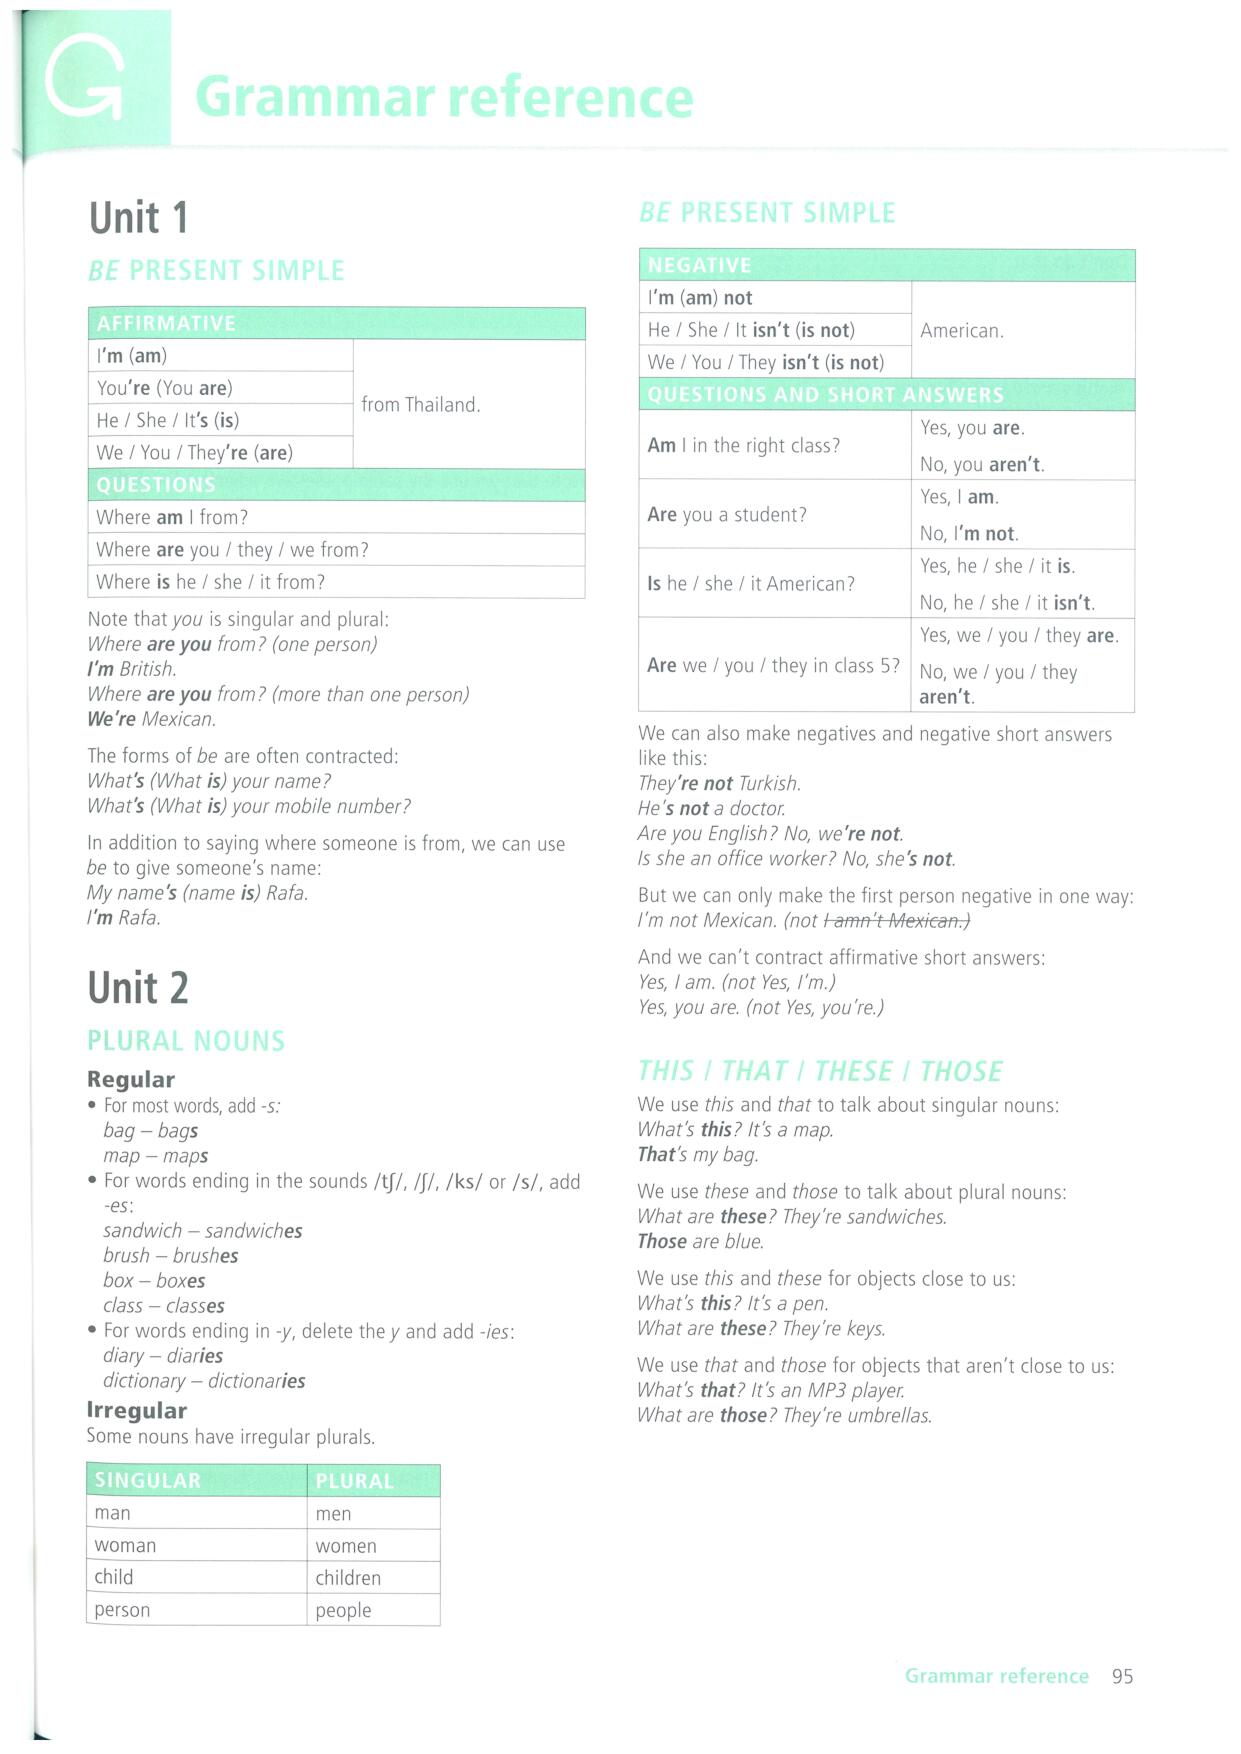 G
Grammar reference
Unit 1
BE PRESENT SIMPLE
AFFIRMATIVE
I'm (am)
You're (You are)
He / She / It's (is)
We / You / They're (are)
from Thailand.
QUESTIONS
Where am I from?
Where are you / they / we from?
Where is he / she / it from?
Note that you is singular and plural:
Where are you from? (one person)
I'm British.
Where are you from? (more than one person)
We're Mexican.
The forms of be are often contracted:
What's (What is) your name?
What's (What is) your mobile number?
In addition to saying where someone is from, we can use
be to give someone's name:
My name's (name is) Rafa.
I'm Rafa.
Unit 2
PLURAL NOUNS
Regular
• For most words, add -s:
bag – bags
map – maps
• For words ending in the sounds /tʃ/, /ʃ/, /ks/ or /s/, add
-es:
sandwich – sandwiches
brush – brushes
box – boxes
class – classes
• For words ending in -y, delete the y and add -ies:
diary – diaries
dictionary – dictionaries
Irregular
Some nouns have irregular plurals.
SINGULAR PLURAL
man men
woman women
child children
person people
BE PRESENT SIMPLE
NEGATIVE
I'm (am) not
He / She / It isn't (is not)
We / You / They isn't (is not)
American.
QUESTIONS AND SHORT ANSWERS
Am I in the right class?
Yes, you are.
No, you aren't.
Are you a student?
Yes, I am.
No, I'm not.
Is he / she / it American?
Yes, he / she / it is.
No, he / she / it isn't.
Are we / you / they in class 5?
Yes, we / you / they are.
No, we / you / they
aren't.
We can also make negatives and negative short answers
like this:
They're not Turkish.
He's not a doctor.
Are you English? No, we're not.
Is she an office worker? No, she's not.
But we can only make the first person negative in one way:
I'm not Mexican. (not I amn't Mexican.)
And we can't contract affirmative short answers:
Yes, I am. (not Yes, I'm.)
Yes, you are. (not Yes, you're.)
THIS / THAT / THESE / THOSE
We use this and that to talk about singular nouns:
What's this? It's a map.
That's my bag.
We use these and those to talk about plural nouns:
What are these? They're sandwiches.
Those are blue.
We use this and these for objects close to us:
What's this? It's a pen.
What are these? They're keys.
We use that and those for objects that aren't close to us:
What's that? It's an MP3 player.
What are those? They're umbrellas.
Grammar reference 95